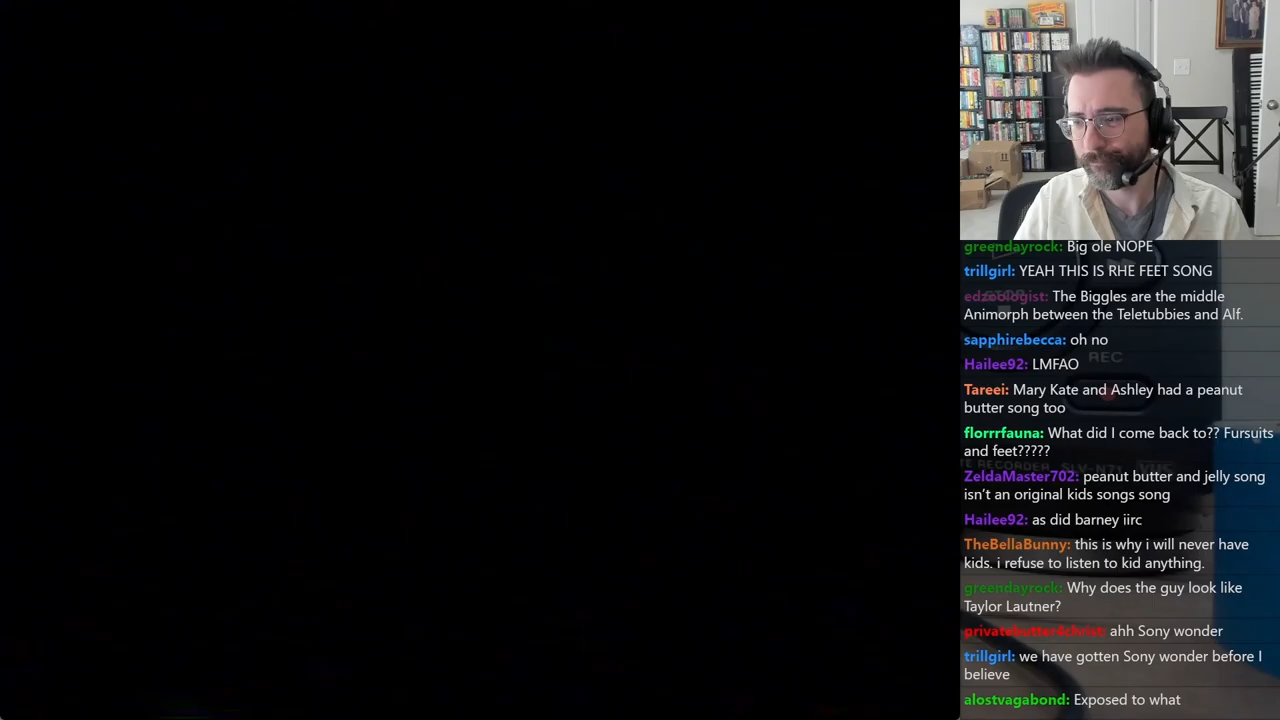 greendayrock: Big ole NOPE
trillgirl: YEAH THIS IS RHE FEET SONG
edzoologist: The Biggles are the middle
Animorph between the Teletubbies and Alf.
sapphirebecca: oh no
REC
Hailee92: LMFAO
Tareei: Mary Kate and Ashley had a peanut
butter song too
florrrfauna: What did I come back to?? Fursuits
and feet?????
ZeldaMaster702: peanut butter and jelly song
isn't an original kids songs song
Hailee92: as did barney iirc
TheBellaBunny: this is why i will never have
kids. i refuse to listen to kid anything.
greendayrock: Why does the guy look like
Taylor Lautner?
privatebutter4christ: ahh Sony wonder
trillgirl: we have gotten Sony wonder before I
believe
alostvagabond: Exposed to what